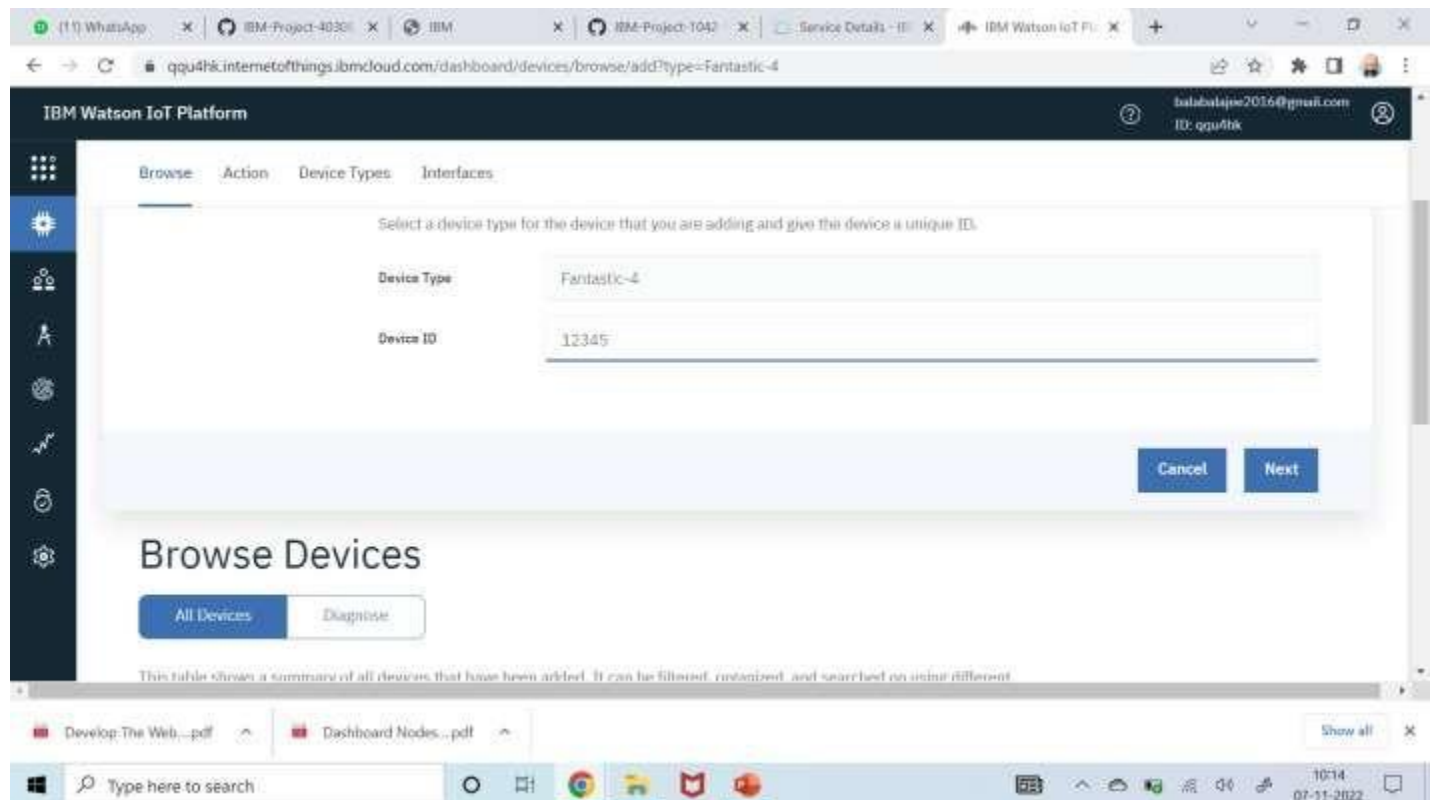 (11) WhatsApp
IBM-Project-4030
IBM
IBM-Project-1042
Service Details - IB
IBM Watson IoT Pl
qqu4hk.internetofthings.ibmcloud.com/dashboard/devices/browse/add?type=Fantastic-4
IBM Watson IoT Platform
balabalajee2016@gmail.com
ID: qqu4hk
Browse Action Device Types Interfaces
Select a device type for the device that you are adding and give the device a unique ID.
Device Type
Fantastic-4
Device ID
12345
Cancel
Next
Browse Devices
All Devices
Diagnose
This table shows a summary of all devices that have been added. It can be filtered, organized, and searched on using different
Develop The Web....pdf
Dashboard Nodes....pdf
Show all
Type here to search
10:14
07-11-2022